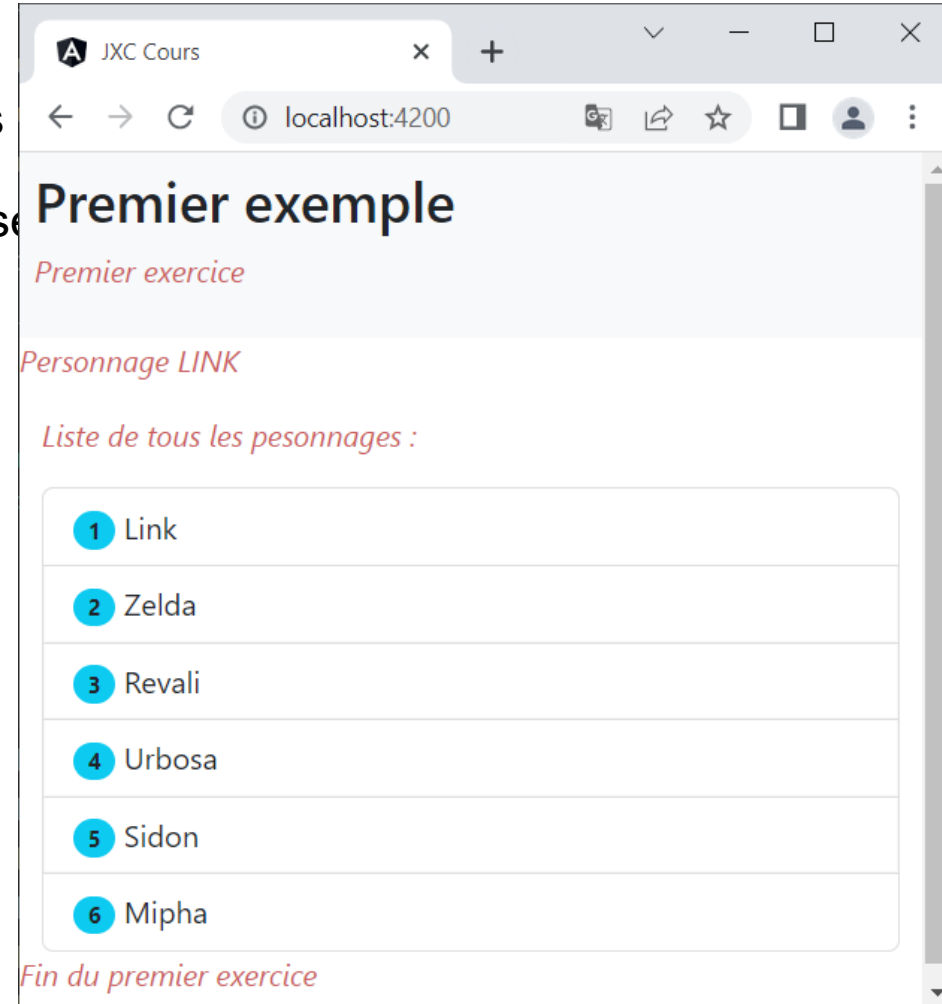 JXC Cours
localhost:4200
Premier exemple
Premier exercice
Personnage LINK
Liste de tous les pesonnages :
1 Link
2 Zelda
3 Revali
4 Urbosa
5 Sidon
6 Mipha
Fin du premier exercice